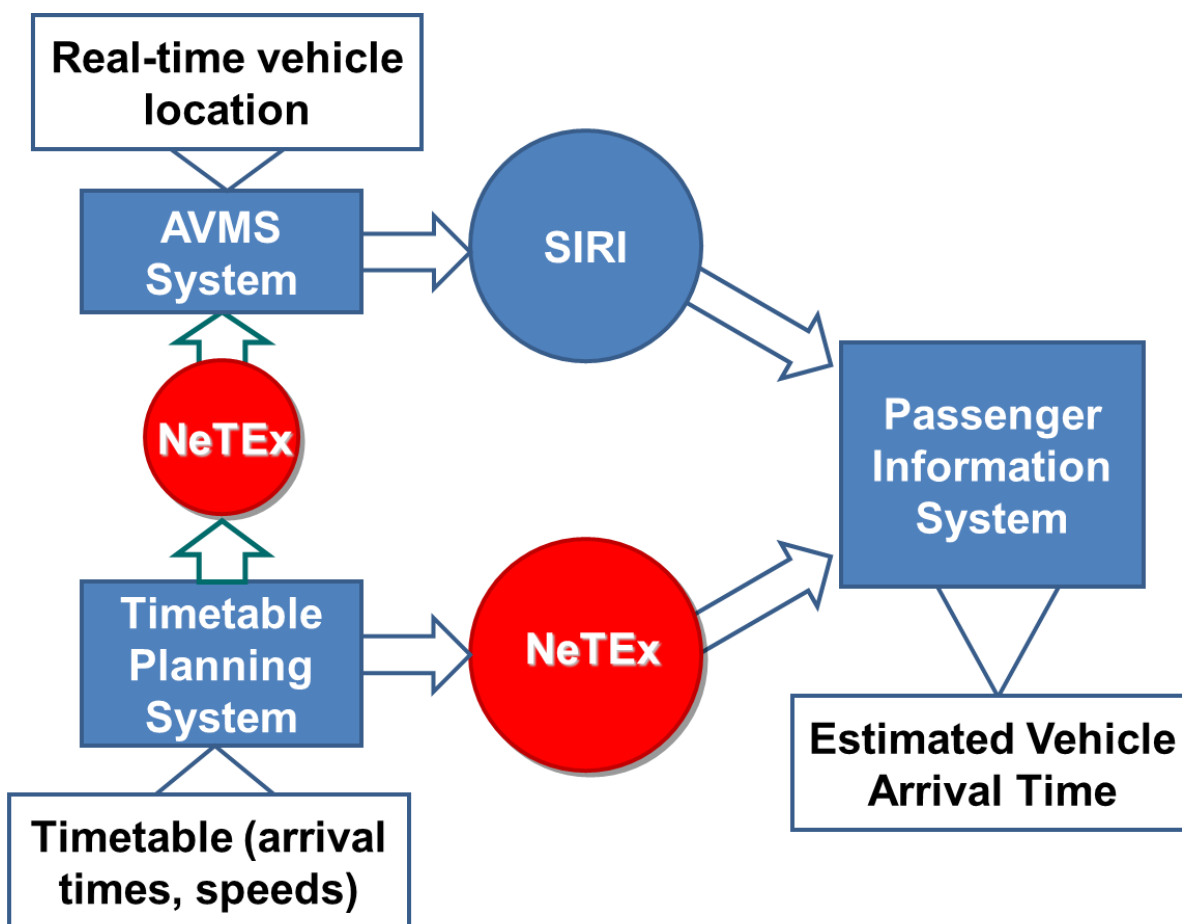 Real-time vehicle
location
AVMS
System
SIRI
NeTEx
Passenger
Information
System
Timetable
Planning
System
NeTEx
Estimated Vehicle
Arrival Time
Timetable (arrival
times, speeds)